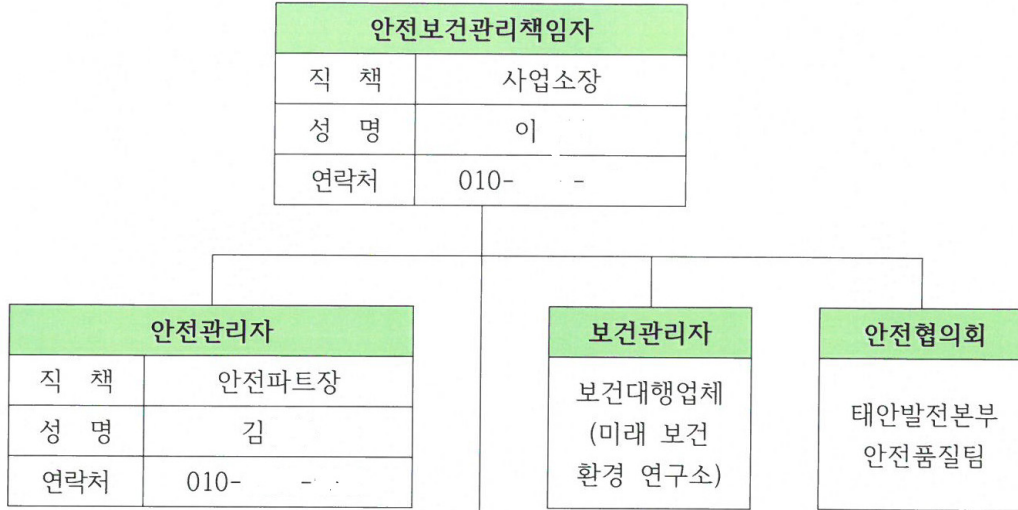 안전보건관리책임자
직 책 사업소장
성 명 이
연락처 010- -
안전관리자
직 책 안전파트장
성 명 김
연락처 010- -
보건관리자
보건대행업체
(미래 보건
환경 연구소)
안전협의회
태안발전본부
안전품질팀